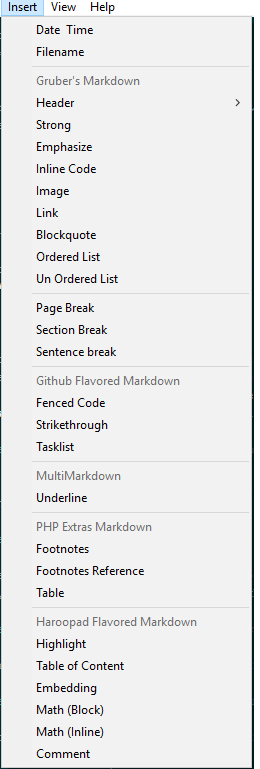 Insert View Help
Date  Time
Filename
Gruber's Markdown
Header
Strong
Emphasize
Inline Code
Image
Link
Blockquote
Ordered List
Un Ordered List
Page Break
Section Break
Sentence break
Github Flavored Markdown
Fenced Code
Strikethrough
Tasklist
MultiMarkdown
Underline
PHP Extras Markdown
Footnotes
Footnotes Reference
Table
Haroopad Flavored Markdown
Highlight
Table of Content
Embedding
Math (Block)
Math (Inline)
Comment